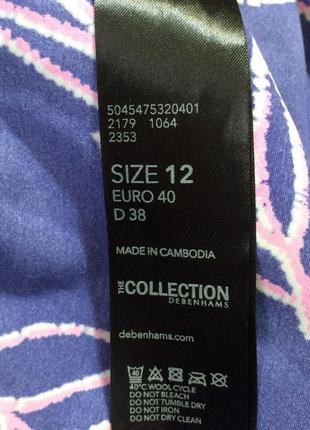 5045475320401
2179 1064
2353
SIZE 12
EURO 40
D 38
MADE IN CAMBODIA
THE COLLECTION
DEBENHAMS
debenhams.com
40
40°C WOOL CYCLE
DO NOT BLEACH
DO NOT TUMBLE DRY
DO NOT IRON
DO NOT DRY CLEAN